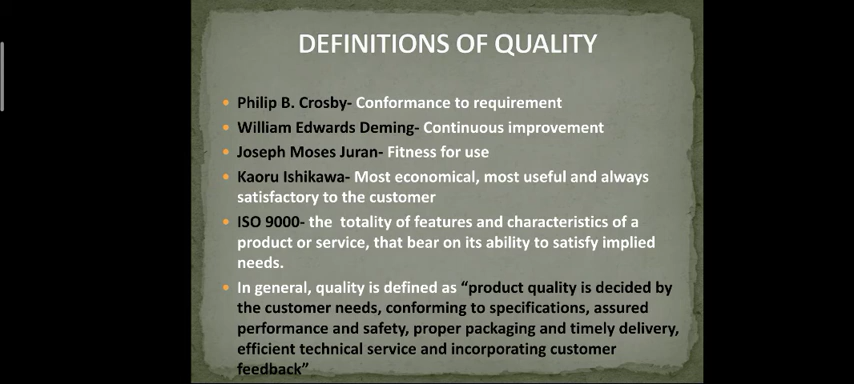 DEFINITIONS OF QUALITY
• Philip B. Crosby- Conformance to requirement
• William Edwards Deming- Continuous improvement
• Joseph Moses Juran- Fitness for use
• Kaoru Ishikawa- Most economical, most useful and always
satisfactory to the customer
• ISO 9000- the totality of features and characteristics of a
product or service, that bear on its ability to satisfy implied
needs.
• In general, quality is defined as “product quality is decided by
the customer needs, conforming to specifications, assured
performance and safety, proper packaging and timely delivery,
efficient technical service and incorporating customer
feedback”